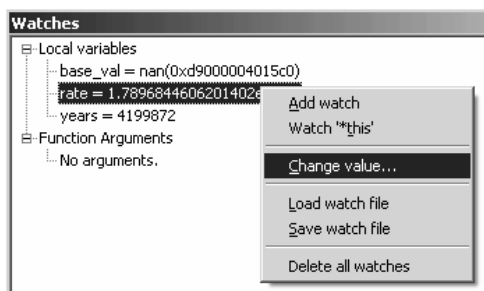 Watches
Local variables
base_val = nan(0xd9000004015c0)
rate = 1.7896844606201402e
years = 4199872
Function Arguments
No arguments.
Add watch
Watch '*this'
Change value...
Load watch file
Save watch file
Delete all watches